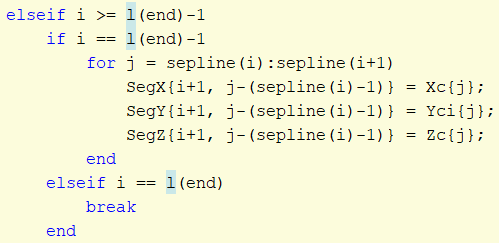 elseif i >= l(end)-1
if i == l(end)-1
for j = sepline(i):sepline(i+1)
SegX{i+1, j-(sepline(i)-1)} = Xc{j};
SegY{i+1, j-(sepline(i)-1)} = Yci{j};
SegZ{i+1, j-(sepline(i)-1)} = Zc{j};
end
elseif i == l(end)
break
end